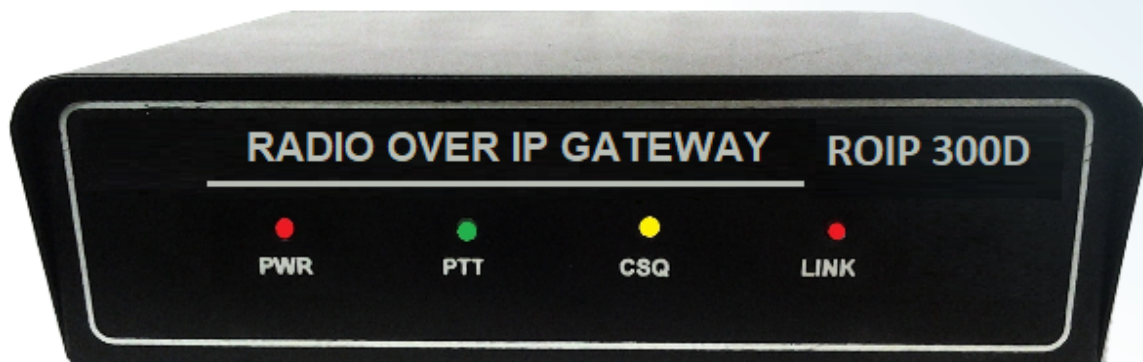 RADIO OVER IP GATEWAY ROIP 300D
PWR PTT CSQ LINK